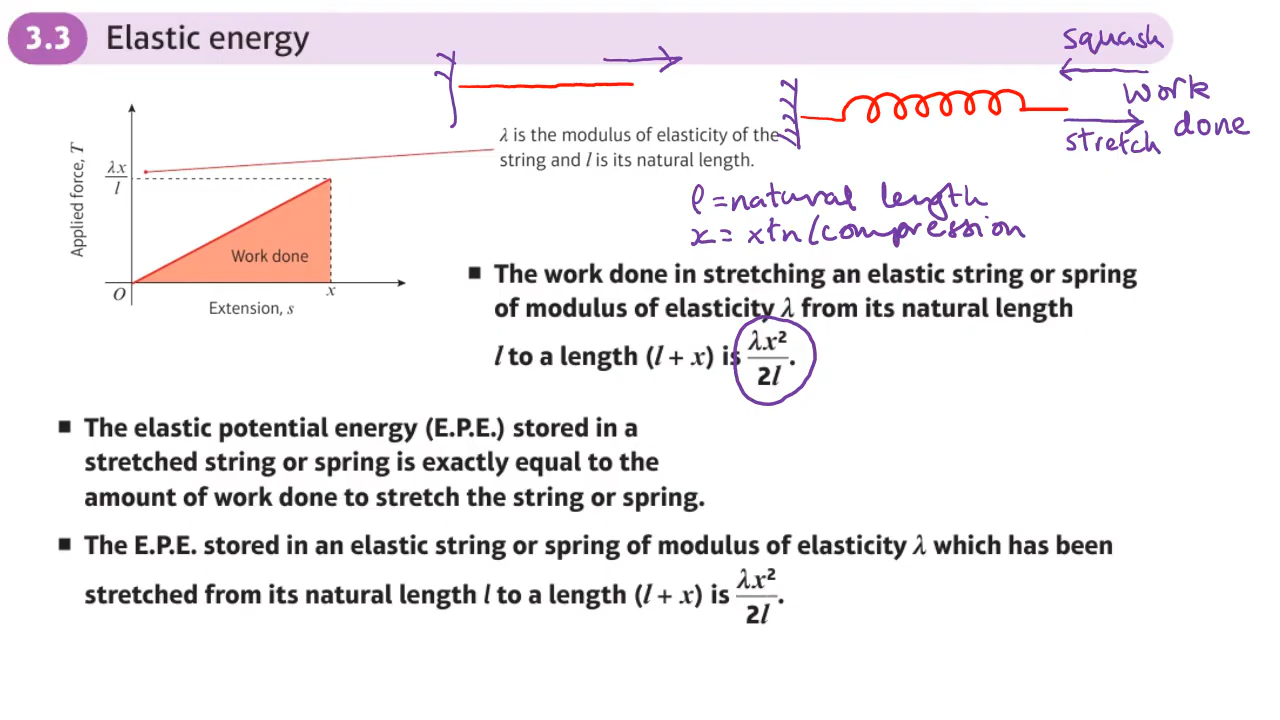 3.3 Elastic energy
squash
work
done
stretch
Applied force, T
λx
l
Work done
O
x
Extension, s
λ is the modulus of elasticity of the
string and l is its natural length.
l = natural length
x = xtn/compression
■ The work done in stretching an elastic string or spring
of modulus of elasticity λ from its natural length
l to a length (l + x) is λx²/2l.
■ The elastic potential energy (E.P.E.) stored in a
stretched string or spring is exactly equal to the
amount of work done to stretch the string or spring.
■ The E.P.E. stored in an elastic string or spring of modulus of elasticity λ which has been
stretched from its natural length l to a length (l + x) is λx²/2l.